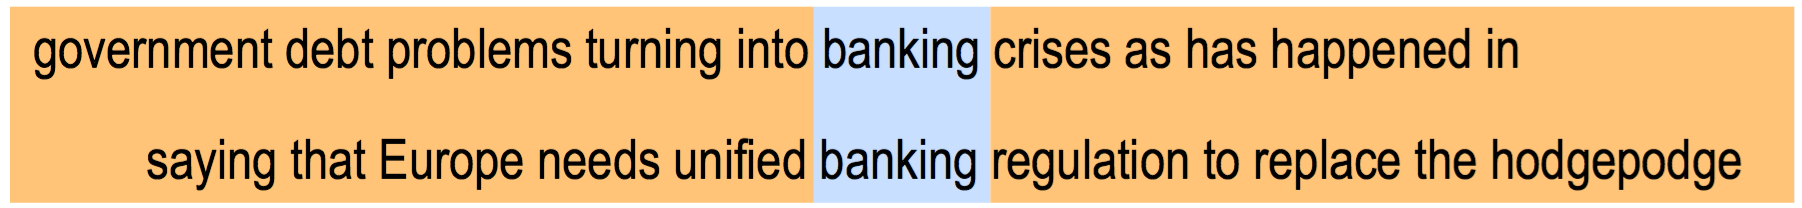 government debt problems turning into banking crises as has happened in
saying that Europe needs unified banking regulation to replace the hodgepodge